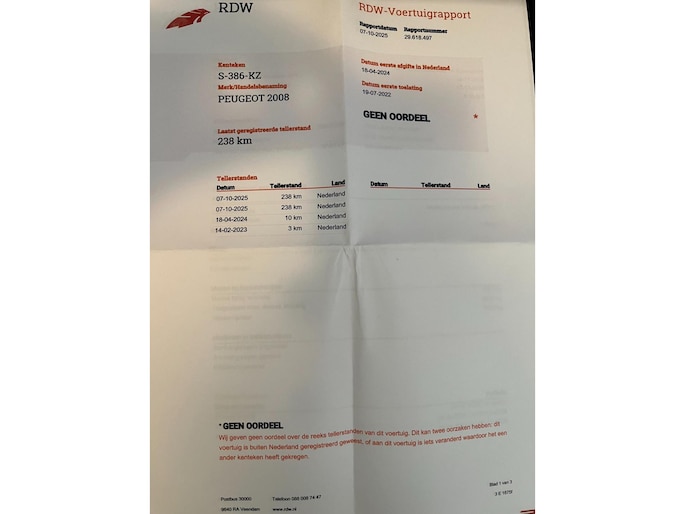 RDW
RDW-Voertuigrapport
Rapportdatum Rapportnummer
07-10-2025 29.618.497
Kenteken
S-386-KZ
Merk/Handelsbenaming
PEUGEOT 2008
Datum eerste afgifte in Nederland
18-04-2024
Datum eerste toelating
19-07-2022
GEEN OORDEEL *
Laatst geregistreerde tellerstand
238 km
Tellerstanden
Datum Tellerstand Land Datum Tellerstand Land
07-10-2025 238 km Nederland
07-10-2025 238 km Nederland
18-04-2024 10 km Nederland
14-02-2023 3 km Nederland
* GEEN OORDEEL
Wij geven geen oordeel over de reeks tellerstanden van dit voertuig. Dit kan twee oorzaken hebben: dit
voertuig is buiten Nederland geregistreerd geweest, of aan dit voertuig is iets veranderd waardoor het een
ander kenteken heeft gekregen.
Blad 1 van 3
Postbus 30000 Telefoon 088 008 74 47
9640 RA Veendam www.rdw.nl